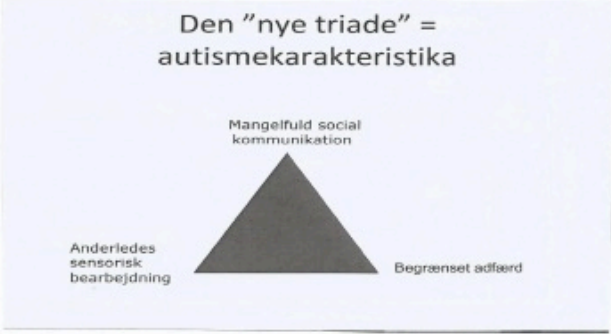 Den ”nye triade” =
autismekarakteristika
Mangelfuld social
kommunikation
Anderledes
sensorisk
bearbejdning
Begrænset adfærd